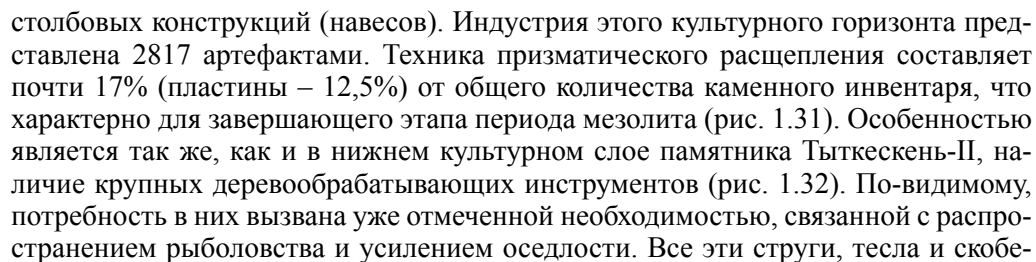 столбовых конструкций (навесов). Индустрия этого культурного горизонта пред-
ставлена 2817 артефактами. Техника призматического расщепления составляет
почти 17% (пластины – 12,5%) от общего количества каменного инвентаря, что
характерно для завершающего этапа периода мезолита (рис. 1.31). Особенностью
является так же, как и в нижнем культурном слое памятника Тыткескень-II, на-
личие крупных деревообрабатывающих инструментов (рис. 1.32). По-видимому,
потребность в них вызвана уже отмеченной необходимостью, связанной с распро-
странением рыболовства и усилением оседлости. Все эти струги, тесла и скобе-